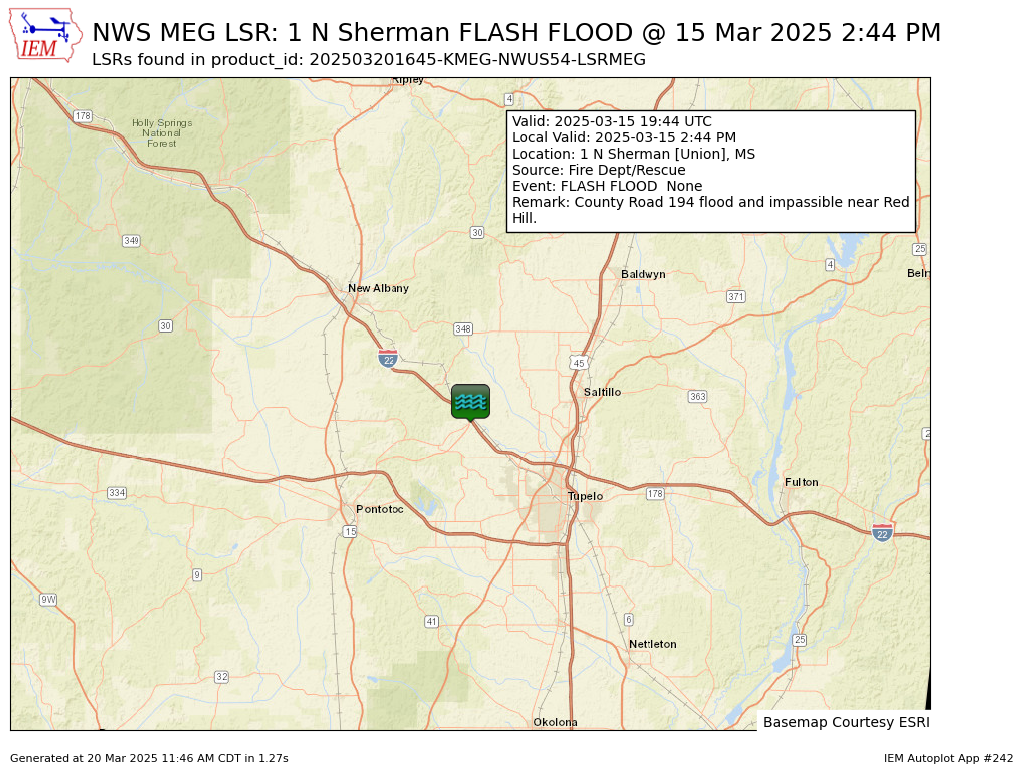 NWS MEG LSR: 1 N Sherman FLASH FLOOD @ 15 Mar 2025 2:44 PM
LSRs found in product_id: 202503201645-KMEG-NWUS54-LSRMEG
IEM
Ripley
4
178
Holly Springs
National
Forest
Valid: 2025-03-15 19:44 UTC
Local Valid: 2025-03-15 2:44 PM
Location: 1 N Sherman [Union], MS
Source: Fire Dept/Rescue
Event: FLASH FLOOD  None
Remark: County Road 194 flood and impassible near Red
Hill.
30
349
25
4
Baldwyn
New Albany
371
30
348
22
45
Saltillo
363
2
334
Tupelo
178
Fulton
Pontotoc
15
22
9
9W
41
6
25
Nettleton
32
Okolona
Basemap Courtesy ESRI
Generated at 20 Mar 2025 11:46 AM CDT in 1.27s
IEM Autoplot App #242